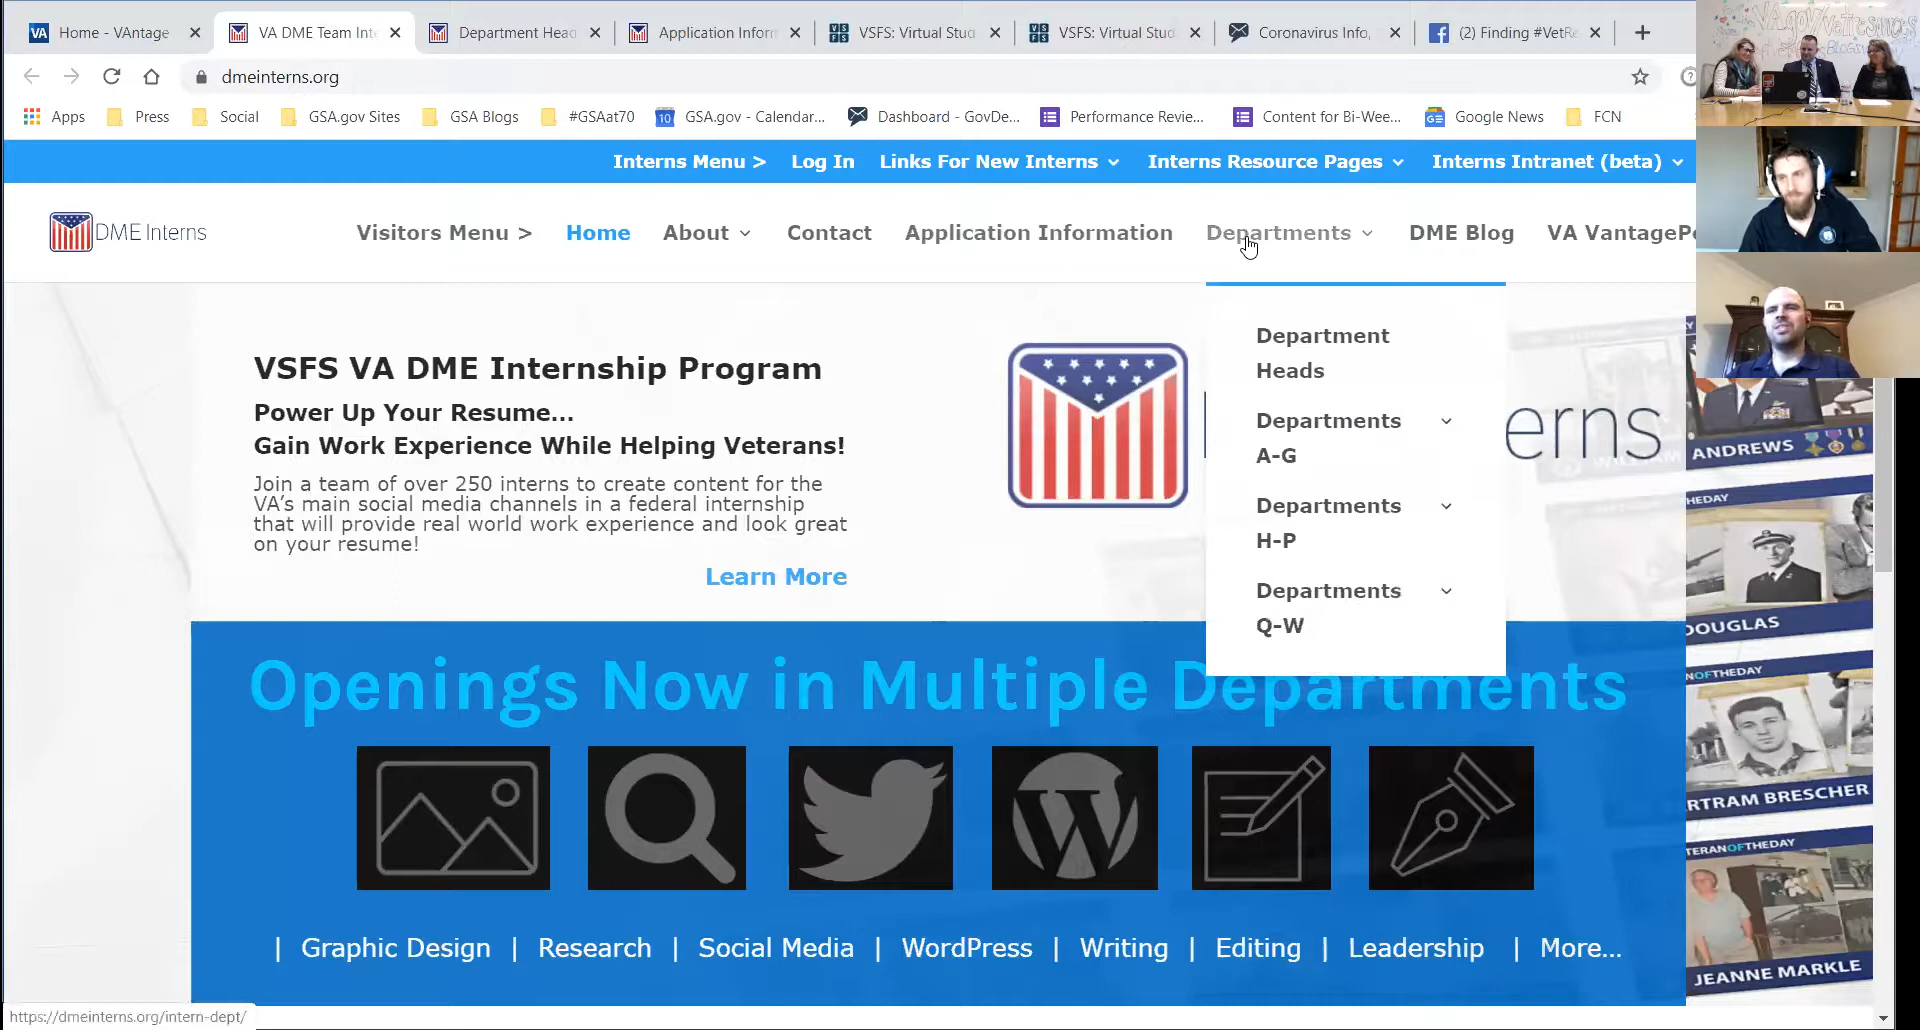 VA Home - VAntage
VA DME Team Int
Department Head
Application Inform
VSFS: Virtual Stud
VSFS: Virtual Stud
Coronavirus Info,
(2) Finding #VetRe
dmeinterns.org
Apps
Press
Social
GSA.gov Sites
GSA Blogs
#GSAat70
10 GSA.gov - Calendar...
Dashboard - GovDe...
Performance Revie...
Content for Bi-Wee...
Google News
FCN
Interns Menu >
Log In
Links For New Interns
Interns Resource Pages
Interns Intranet (beta)
DME Interns
Visitors Menu >
Home
About
Contact
Application Information
Departments
DME Blog
VA VantageP
Department
Heads
Departments
A-G
Departments
H-P
Departments
Q-W
VSFS VA DME Internship Program
Power Up Your Resume...
Gain Work Experience While Helping Veterans!
Join a team of over 250 interns to create content for the
VA's main social media channels in a federal internship
that will provide real world work experience and look great
on your resume!
Learn More
erns
ANDREWS
DOUGLAS
NOFTHEDAY
RTRAM BRESCHER
TERANOFTHEDAY
JEANNE MARKLE
Openings Now in Multiple Departments
| Graphic Design | Research | Social Media | WordPress | Writing | Editing | Leadership | More...
https://dmeinterns.org/intern-dept/